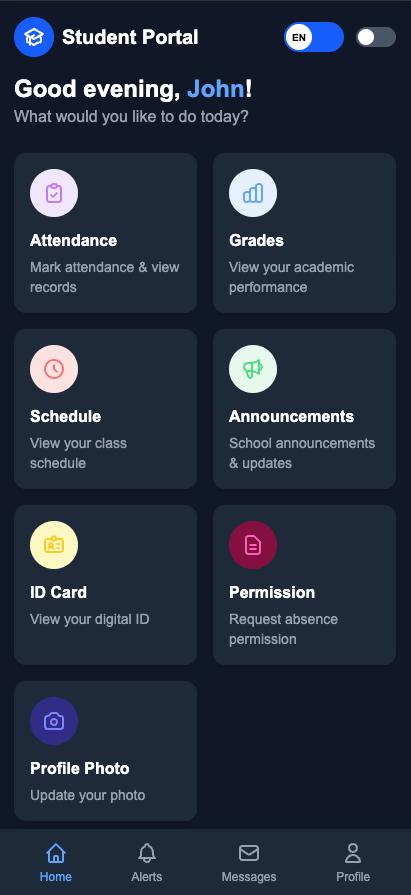 Student Portal
EN
Good evening, John!
What would you like to do today?
Attendance
Mark attendance & view
records
Grades
View your academic
performance
Schedule
View your class
schedule
Announcements
School announcements
& updates
ID Card
View your digital ID
Permission
Request absence
permission
Profile Photo
Update your photo
Home
Alerts
Messages
Profile